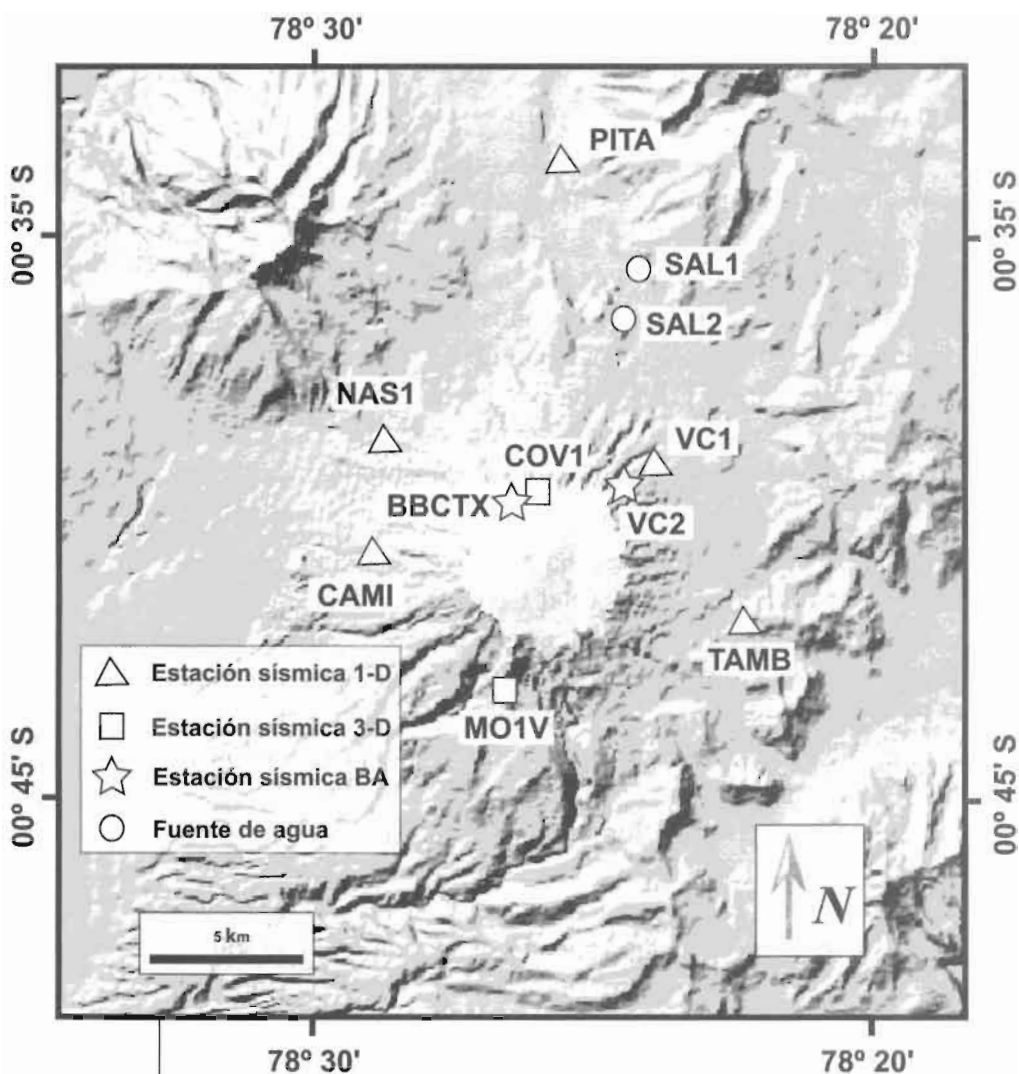 78º 30'
78º 20'
PITA
00º 35' S
00º 35' S
SAL1
SAL2
NAS1
VC1
COV1
BBCTX
VC2
CAMI
TAMB
Estación sísmica 1-D
Estación sísmica 3-D
MO1V
Estación sísmica BA
Fuente de agua
00º 45' S
00º 45' S
N
5 km
78º 30'
78º 20'